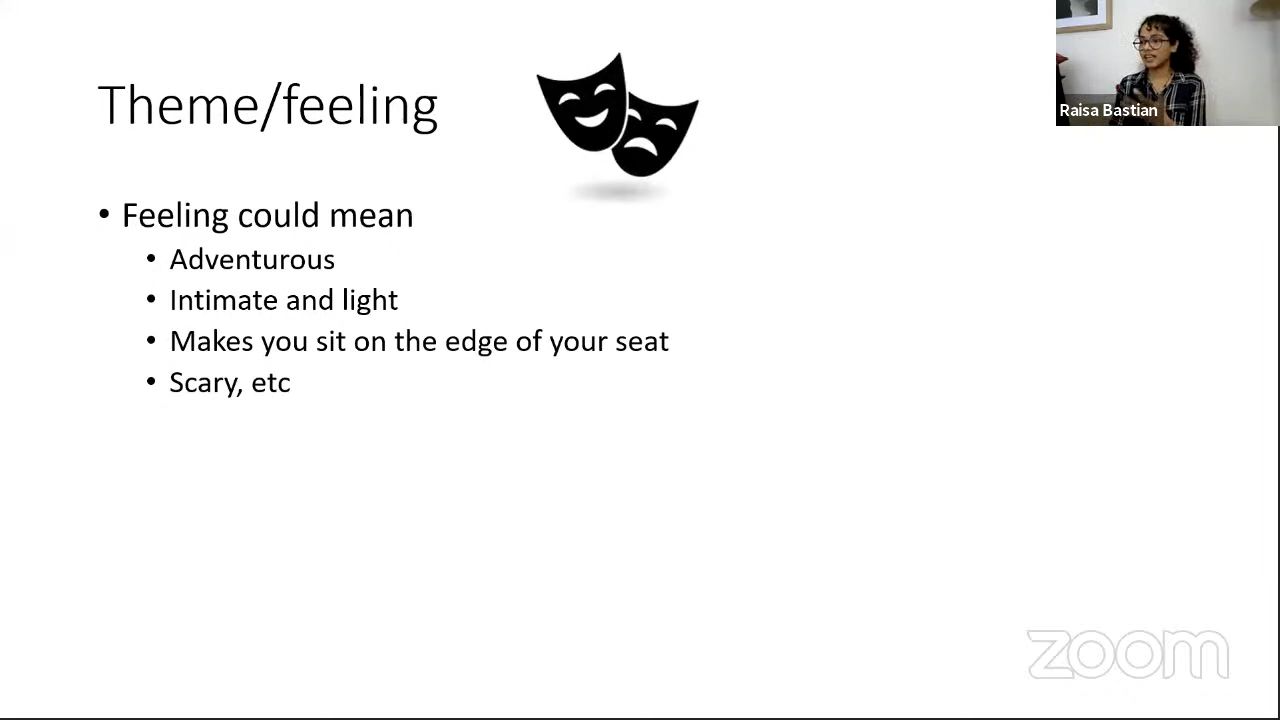 Theme/feeling
Raisa Bastian
• Feeling could mean
• Adventurous
• Intimate and light
• Makes you sit on the edge of your seat
• Scary, etc
zoom